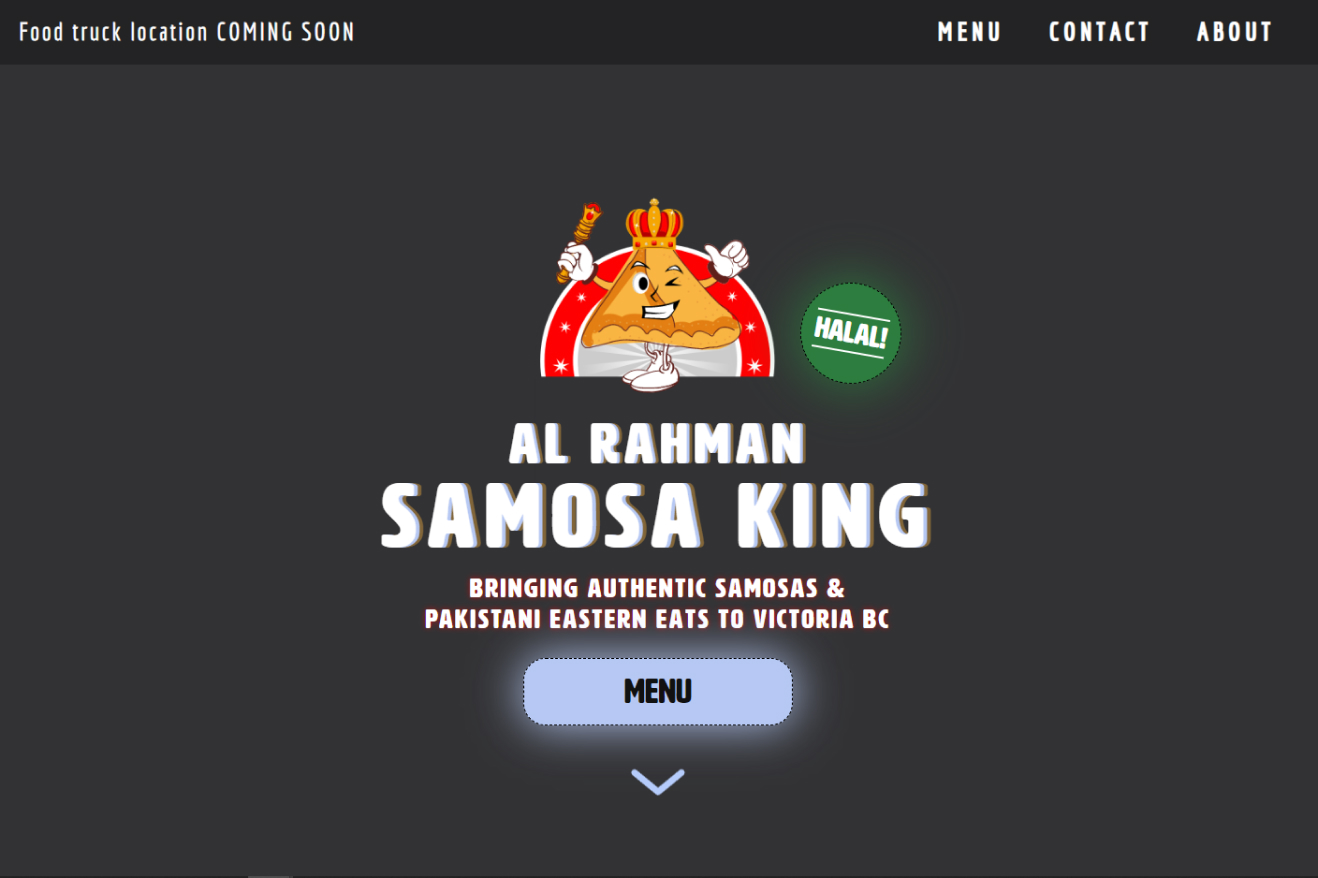 Food truck location COMING SOON
MENU CONTACT ABOUT
HALAL!
AL RAHMAN
SAMOSA KING
BRINGING AUTHENTIC SAMOSAS &
PAKISTANI EASTERN EATS TO VICTORIA BC
MENU